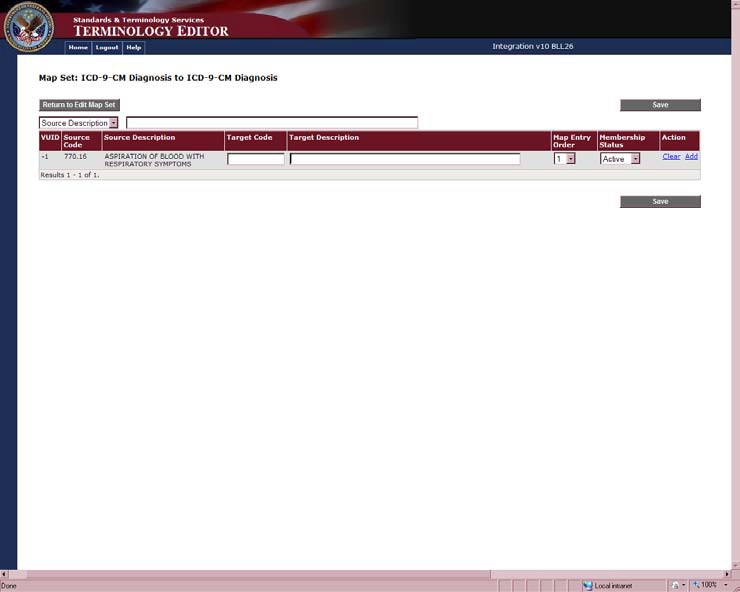 Standards & Terminology Services
TERMINOLOGY EDITOR
Home Logout Help
Integration v10 BLL26
Map Set: ICD-9-CM Diagnosis to ICD-9-CM Diagnosis
Return to Edit Map Set
Save
Source Description
VUID Source Code Source Description Target Code Target Description Map Entry Order Membership Status Action
-1 770.16 ASPIRATION OF BLOOD WITH RESPIRATORY SYMPTOMS 1 Active Clear Add
Results 1 - 1 of 1.
Save
Done
Local intranet
100%